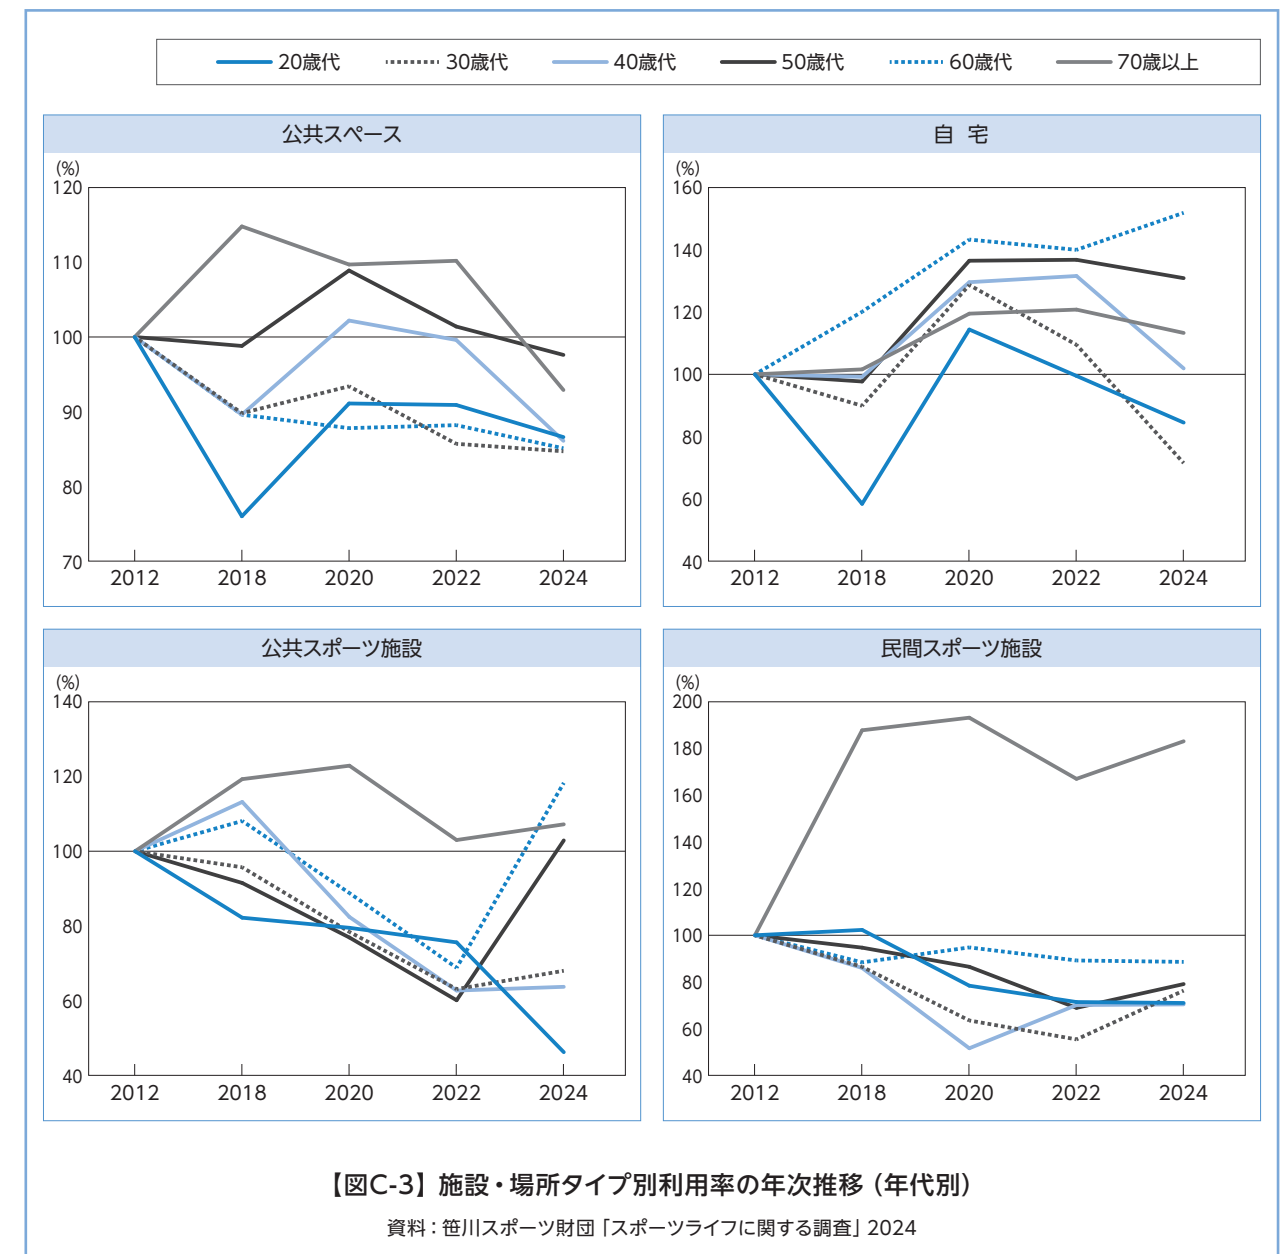 20歳代 30歳代 40歳代 50歳代 60歳代 70歳以上
公共スペース
(%)
120
110
100
90
80
70
2012 2018 2020 2022 2024
自 宅
(%)
160
140
120
100
80
60
40
2012 2018 2020 2022 2024
公共スポーツ施設
(%)
140
120
100
80
60
40
2012 2018 2020 2022 2024
民間スポーツ施設
(%)
200
180
160
140
120
100
80
60
40
2012 2018 2020 2022 2024
【図C-3】施設・場所タイプ別利用率の年次推移（年代別）
資料：笹川スポーツ財団「スポーツライフに関する調査」2024